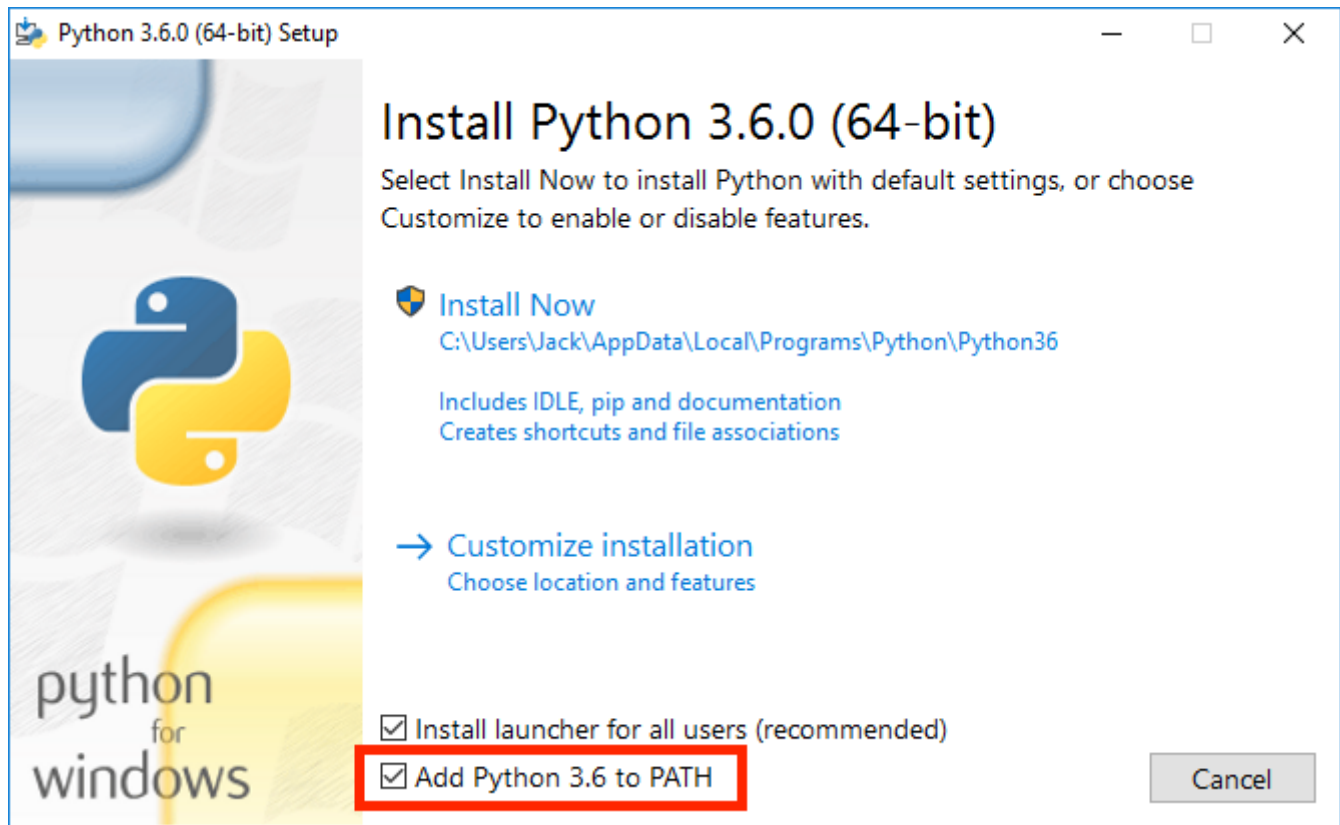 Python 3.6.0 (64-bit) Setup
Install Python 3.6.0 (64-bit)
Select Install Now to install Python with default settings, or choose
Customize to enable or disable features.
Install Now
C:\Users\Jack\AppData\Local\Programs\Python\Python36
Includes IDLE, pip and documentation
Creates shortcuts and file associations
Customize installation
Choose location and features
python
for
windows
Install launcher for all users (recommended)
Add Python 3.6 to PATH
Cancel